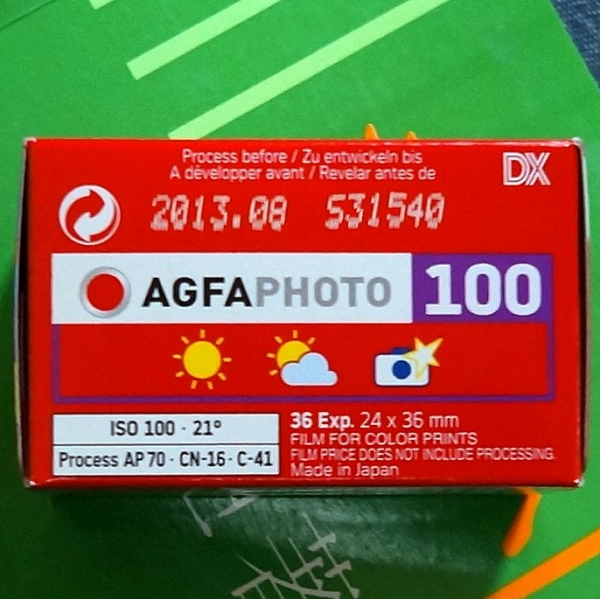 Process before / Zu entwickeln bis
A développer avant / Revelar antes de
DX
2013.08 531540
AGFAPHOTO 100
ISO 100 · 21°
Process AP 70 · CN-16 · C-41
36 Exp. 24 x 36 mm
FILM FOR COLOR PRINTS
FILM PRICE DOES NOT INCLUDE PROCESSING.
Made in Japan